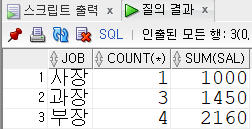 스크립트 출력 × 질의 결과 ×
SQL | 인출된 모든 행: 3(0,
JOB COUNT(*) SUM(SAL)
1 사장 1 1000
2 과장 3 1450
3 부장 4 2160